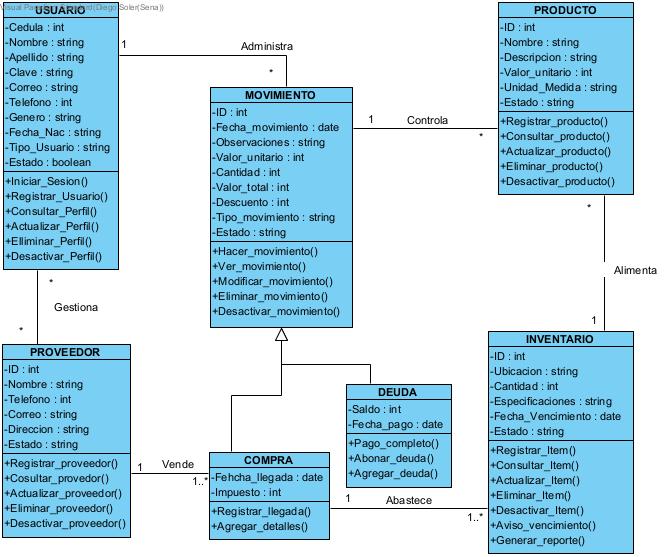 USUARIO
-Cedula : int
-Nombre : string
-Apellido : string
-Clave : string
-Correo : string
-Telefono : int
-Genero : string
-Fecha_Nac : string
-Tipo_Usuario : string
-Estado : boolean
+Iniciar_Sesion()
+Registrar_Usuario()
+Consultar_Perfil()
+Actualizar_Perfil()
+Elliminar_Perfil()
+Desactivar_Perfil()
1
Administra
*
MOVIMIENTO
-ID : int
-Fecha_movimiento : date
-Observaciones : string
-Valor_unitario : int
-Cantidad : int
-Valor_total : int
-Descuento : int
-Tipo_movimiento : string
-Estado : string
+Hacer_movimiento()
+Ver_movimiento()
+Modificar_movimiento()
+Eliminar_movimiento()
+Desactivar_movimiento()
1
Controla
*
PRODUCTO
-ID : int
-Nombre : string
-Descripcion : string
-Valor_unitario : int
-Unidad_Medida : string
-Estado : string
+Registrar_producto()
+Consultar_producto()
+Actualizar_producto()
+Eliminar_producto()
+Desactivar_producto()
*
Alimenta
1
*
Gestiona
*
PROVEEDOR
-ID : int
-Nombre : string
-Telefono : int
-Correo : string
-Direccion : string
-Estado : string
+Registrar_proveedor()
+Cosultar_provedor()
+Actualizar_proveedor()
+Eliminar_proveedor()
+Desactivar_proveedor()
1
Vende
1..*
DEUDA
-Saldo : int
-Fecha_pago : date
+Pago_completo()
+Abonar_deuda()
+Agregar_deuda()
COMPRA
-Fehcha_llegada : date
-Impuesto : int
+Registrar_llegada()
+Agregar_detalles()
1
Abastece
1..*
INVENTARIO
-ID : int
-Ubicacion : string
-Cantidad : int
-Especificaciones : string
-Fecha_Vencimiento : date
-Estado : string
+Registrar_Item()
+Consultar_Item()
+Actualizar_Item()
+Eliminar_Item()
+Desactivar_Item()
+Aviso_vencimiento()
+Generar_reporte()